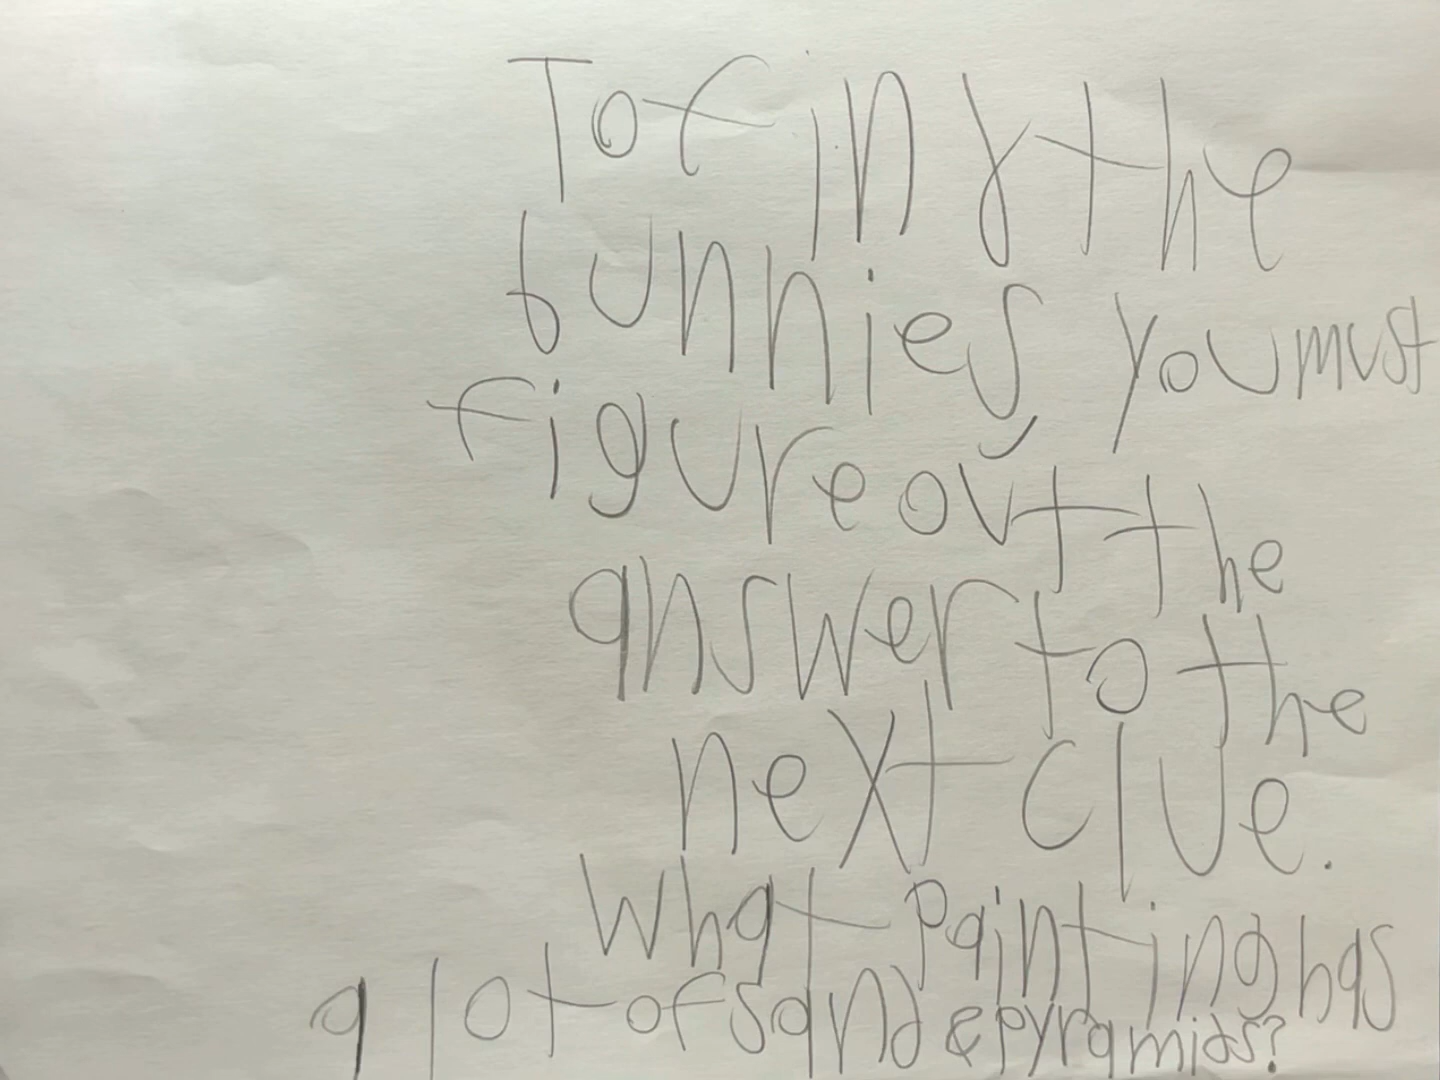 To find the
bunnies, you must
figure out the
answer to the
next clue.
What painting has
a lot of sand & pyramids?